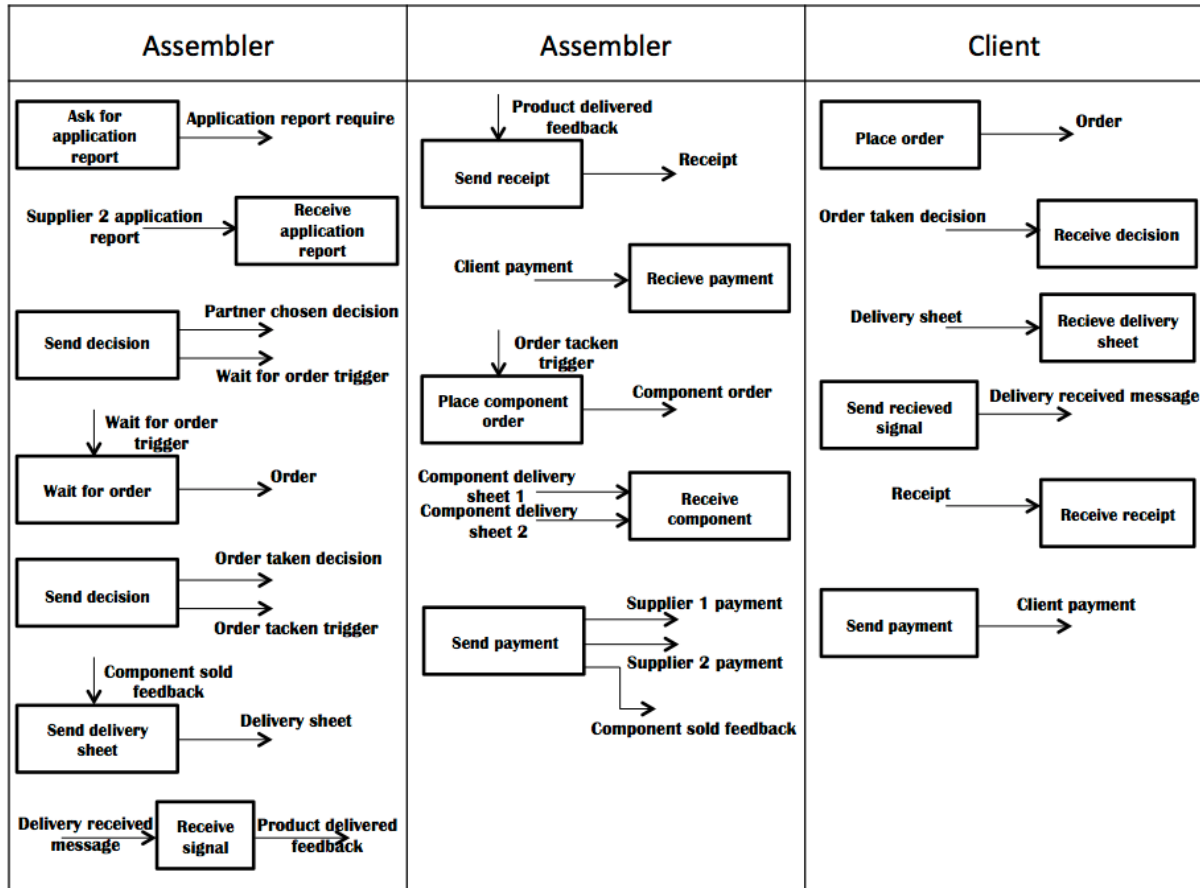 Assembler
Ask for
application
report
Application report require
Supplier 2 application
report
Receive
application
report
Send decision
Partner chosen decision
Wait for order trigger
Wait for order
trigger
Wait for order
Order
Send decision
Order taken decision
Order tacken trigger
Component sold
feedback
Send delivery
sheet
Delivery sheet
Delivery received
message
Receive
signal
Product delivered
feedback
Assembler
Product delivered
feedback
Send receipt
Receipt
Client payment
Recieve payment
Order tacken
trigger
Place component
order
Component order
Component delivery
sheet 1
Component delivery
sheet 2
Receive
component
Send payment
Supplier 1 payment
Supplier 2 payment
Component sold feedback
Client
Place order
Order
Order taken decision
Receive decision
Delivery sheet
Recieve delivery
sheet
Send recieved
signal
Delivery received message
Receipt
Receive receipt
Send payment
Client payment